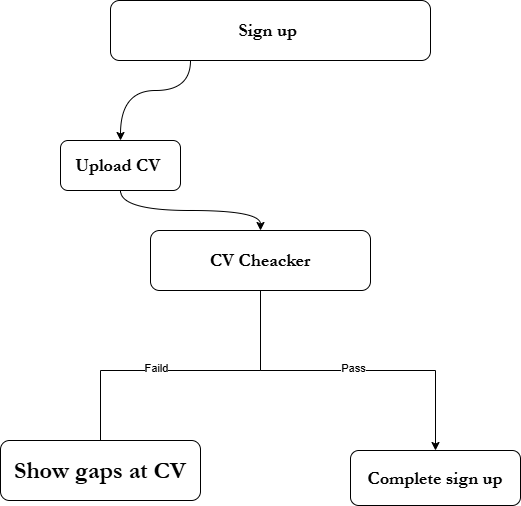 Sign up
Upload CV
CV Cheacker
Faild
Pass
Show gaps at CV
Complete sign up